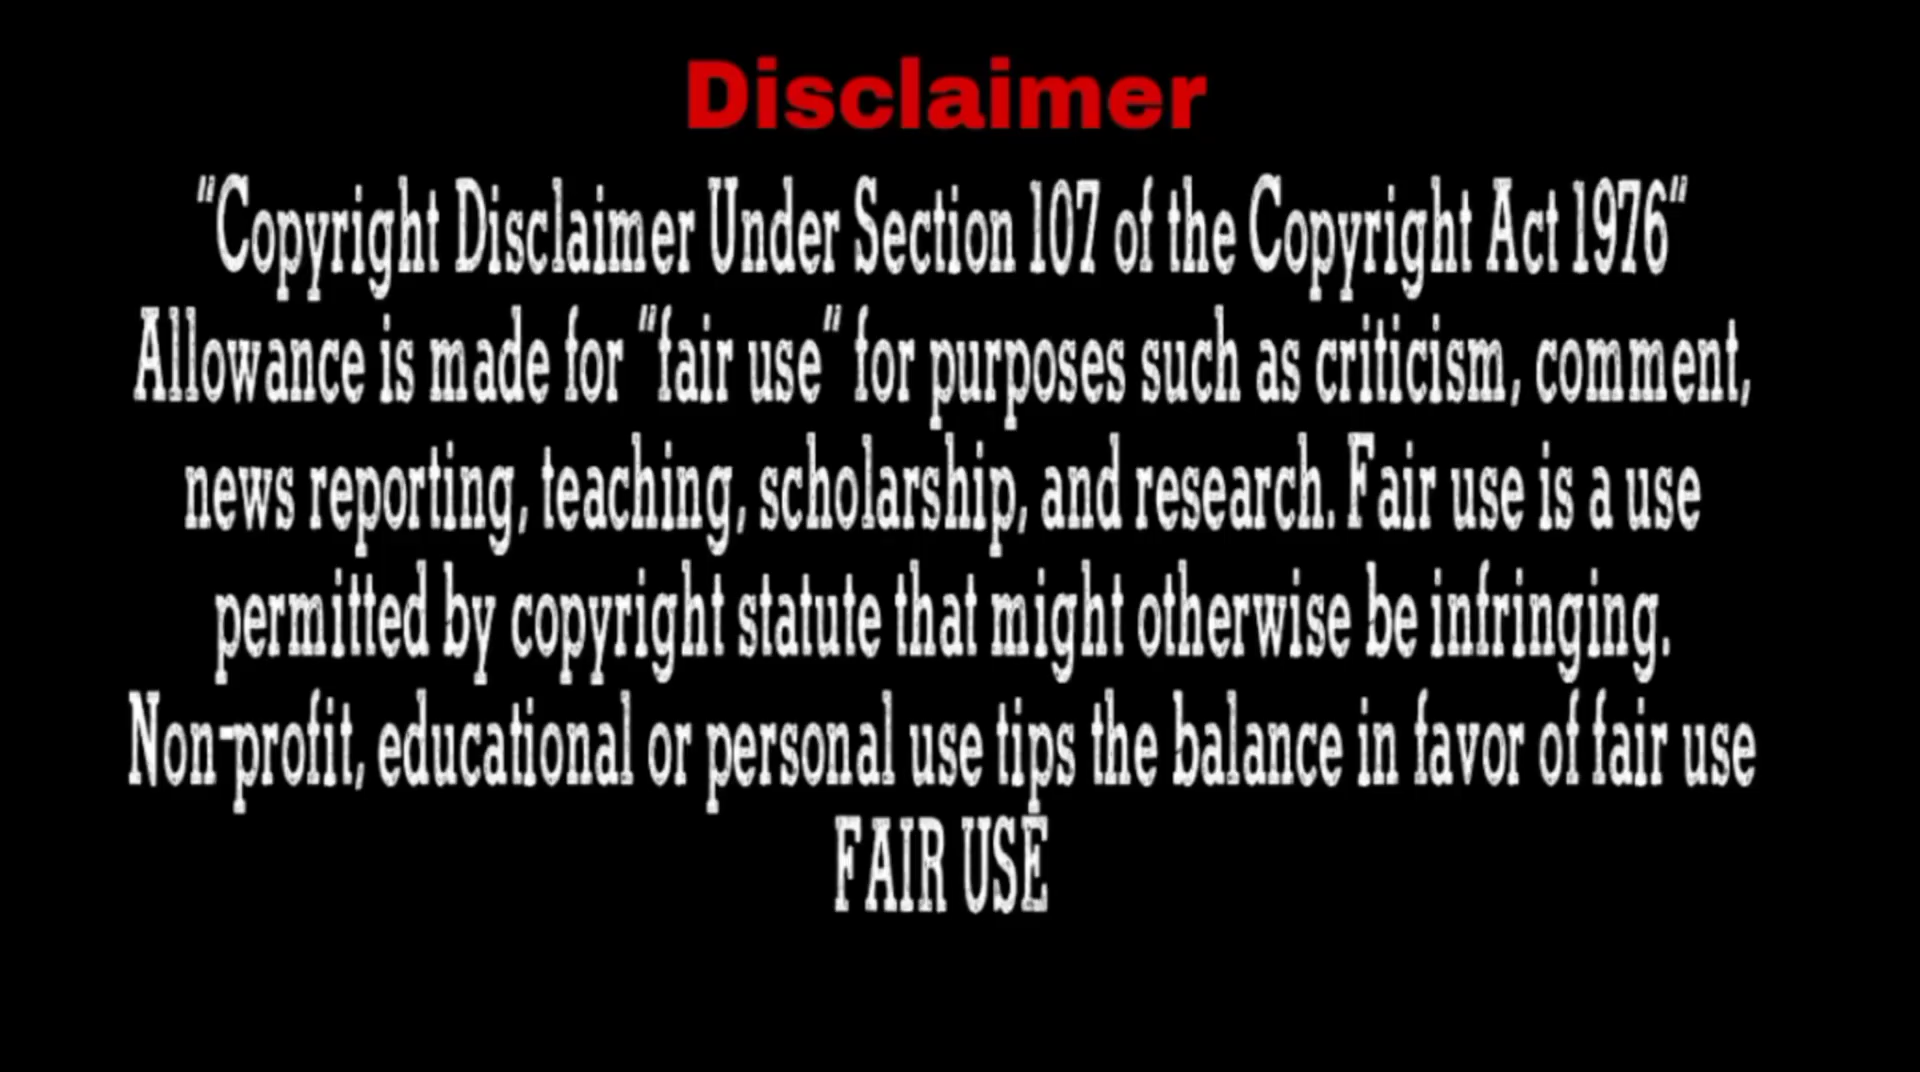 Disclaimer
"Copyright Disclaimer Under Section 107 of the Copyright Act 1976"
Allowance is made for "fair use" for purposes such as criticism, comment,
news reporting, teaching, scholarship, and research. Fair use is a use
permitted by copyright statute that might otherwise be infringing.
Non-profit, educational or personal use tips the balance in favor of fair use
FAIR USE